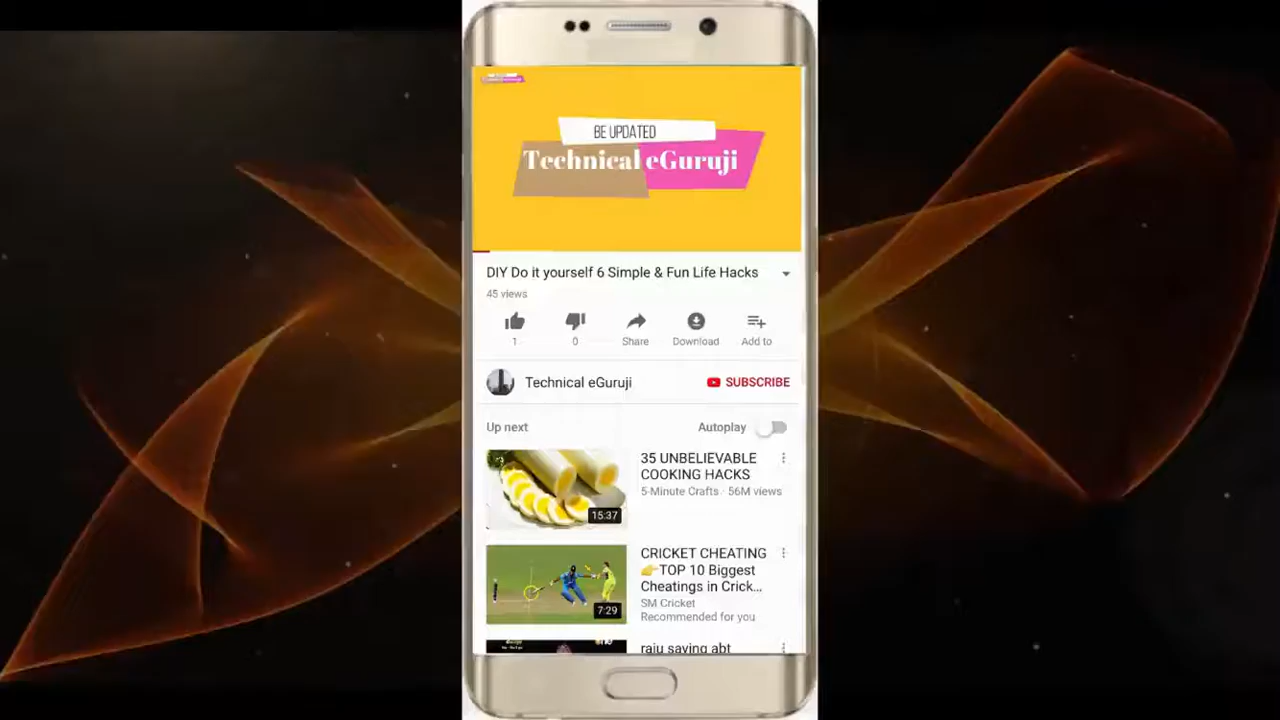 BE UPDATED
Technical eGuruji
DIY Do it yourself 6 Simple & Fun Life Hacks
45 views
1
0
Share
Download
Add to
Technical eGuruji
SUBSCRIBE
Up next
Autoplay
35 UNBELIEVABLE
COOKING HACKS
5-Minute Crafts · 56M views
15:37
CRICKET CHEATING
👉TOP 10 Biggest
Cheatings in Crick...
SM Cricket
Recommended for you
7:29
raju saying abt